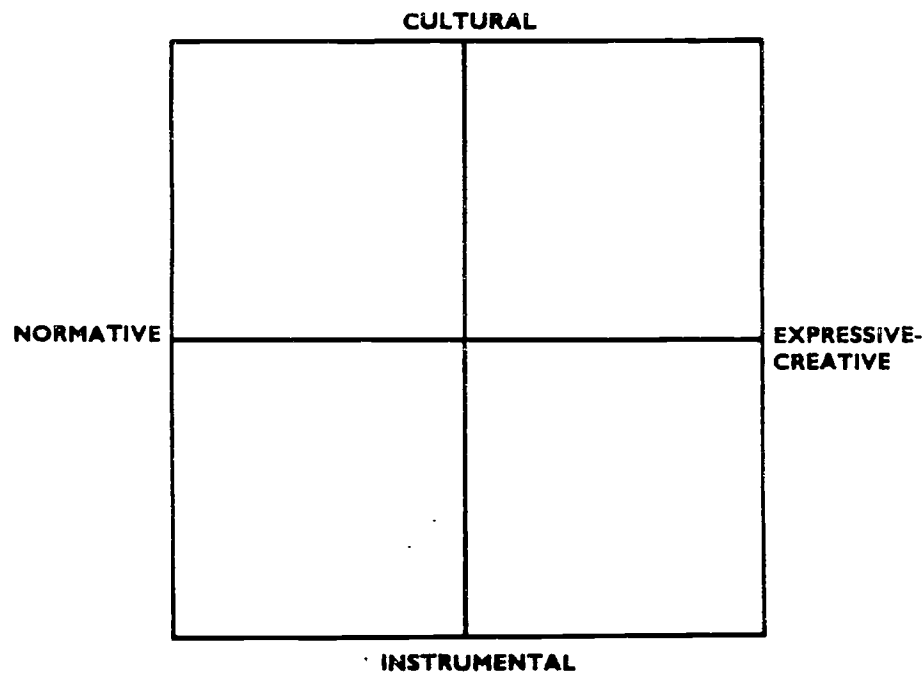 CULTURAL
NORMATIVE
EXPRESSIVE-
CREATIVE
INSTRUMENTAL